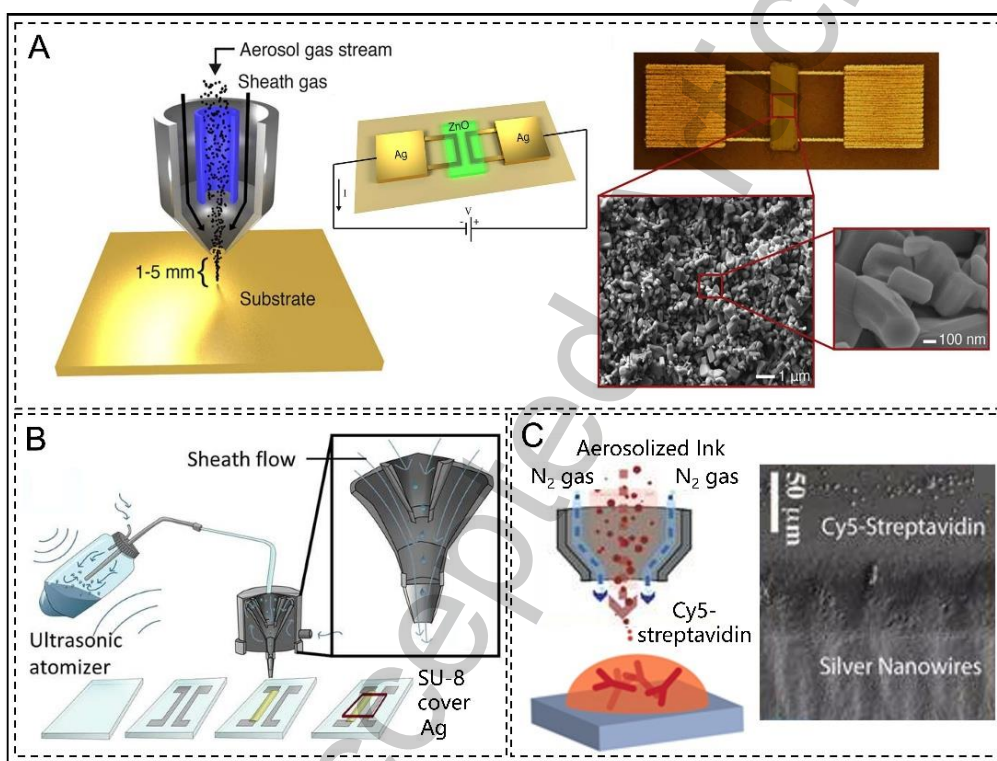 A
Aerosol gas stream
Sheath gas
1-5 mm
Substrate
ZnO
Ag
Ag
I
V
- +
1 µm
100 nm
B
Sheath flow
Ultrasonic
atomizer
SU-8
cover
Ag
C
Aerosolized Ink
N₂ gas N₂ gas
Cy5-
streptavidin
50 µm
Cy5-Streptavidin
Silver Nanowires